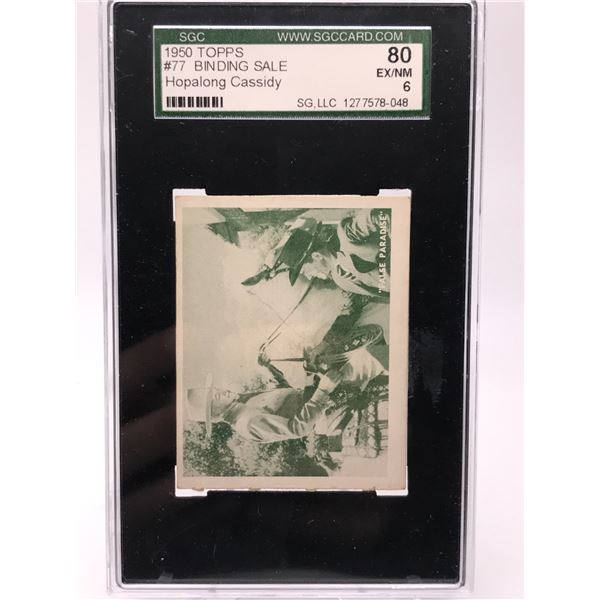 SGC WWW.SGCCARD.COM
1950 TOPPS 80
#77 BINDING SALE EX/NM
Hopalong Cassidy 6
SG, LLC 1277578-048
"FALSE PARADISE"